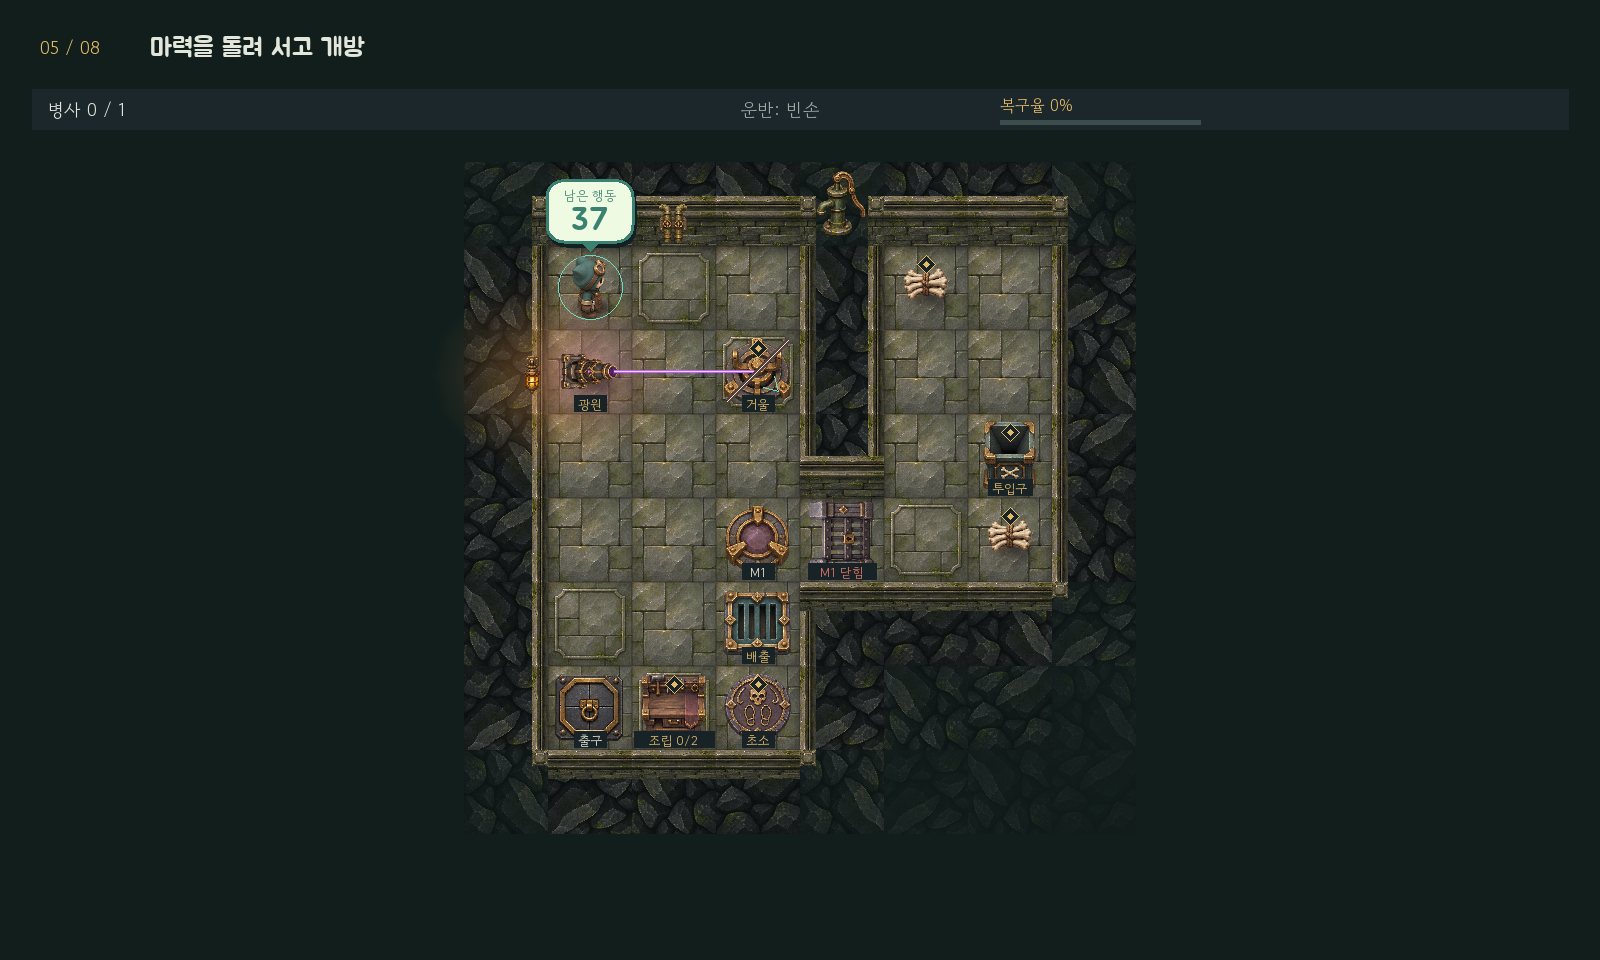 05 / 08 마력을 돌려 서고 개방
병사 0 / 1 운반: 빈손 복구율 0%
남은 행동
37
광원 거울
투입구
M1 M1 닫힘
배출
출구 조립 0/2 초소